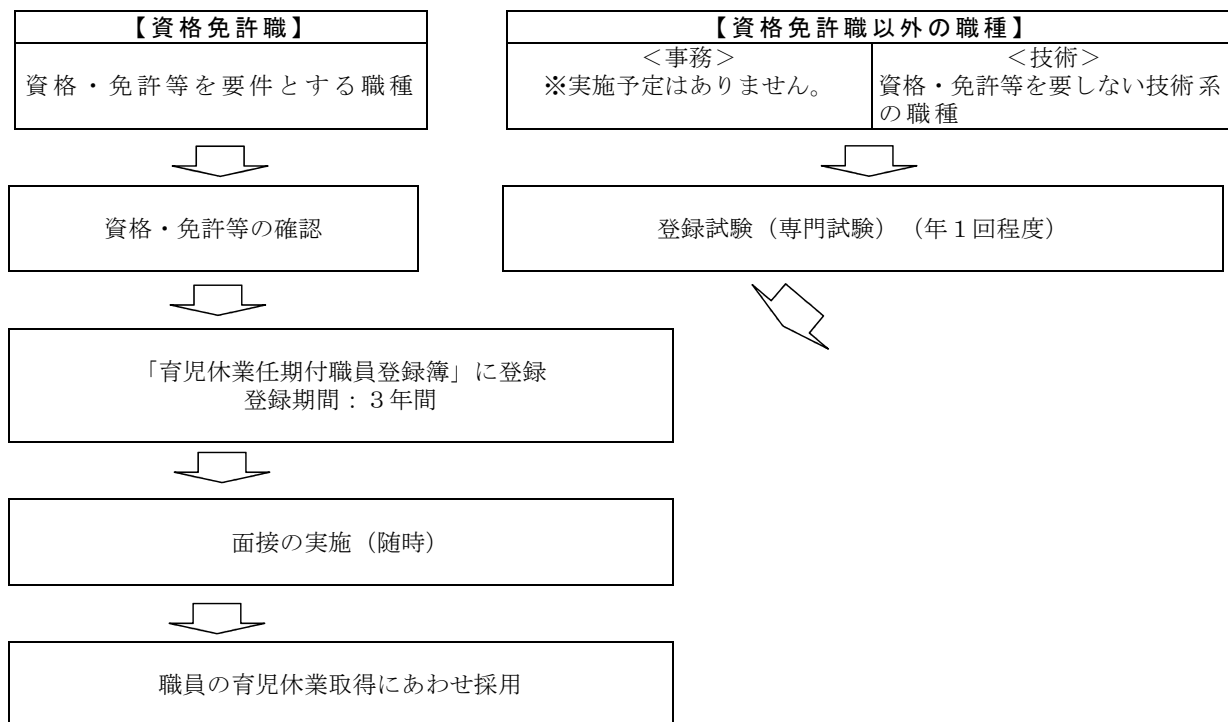 【資格免許職】
資格・免許等を要件とする職種
【資格免許職以外の職種】
＜事務＞
※実施予定はありません。
＜技術＞
資格・免許等を要しない技術系
の職種
資格・免許等の確認
登録試験（専門試験）（年１回程度）
「育児休業任期付職員登録簿」に登録
登録期間：３年間
面接の実施（随時）
職員の育児休業取得にあわせ採用